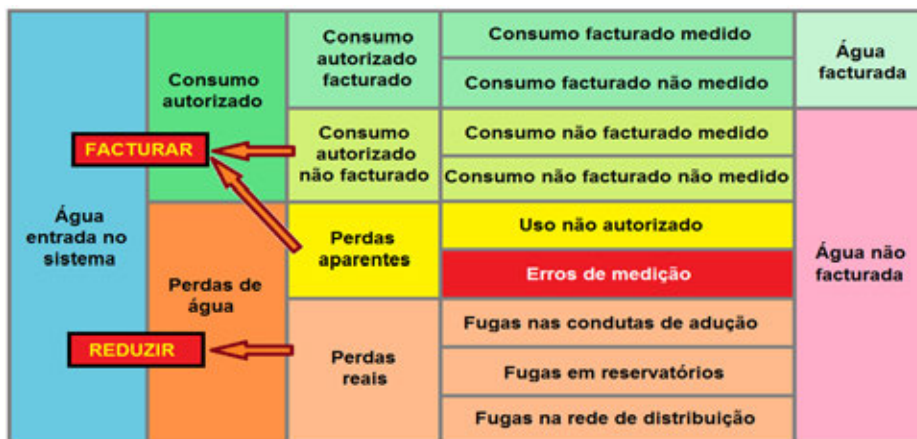 Água
entrada no
sistema
Consumo
autorizado
FACTURAR
Perdas de
água
REDUZIR
Consumo
autorizado
facturado
Consumo
autorizado
não facturado
Perdas
aparentes
Perdas
reais
Consumo facturado medido
Consumo facturado não medido
Consumo não facturado medido
Consumo não facturado não medido
Uso não autorizado
Erros de medição
Fugas nas condutas de adução
Fugas em reservatórios
Fugas na rede de distribuição
Água
facturada
Água não
facturada